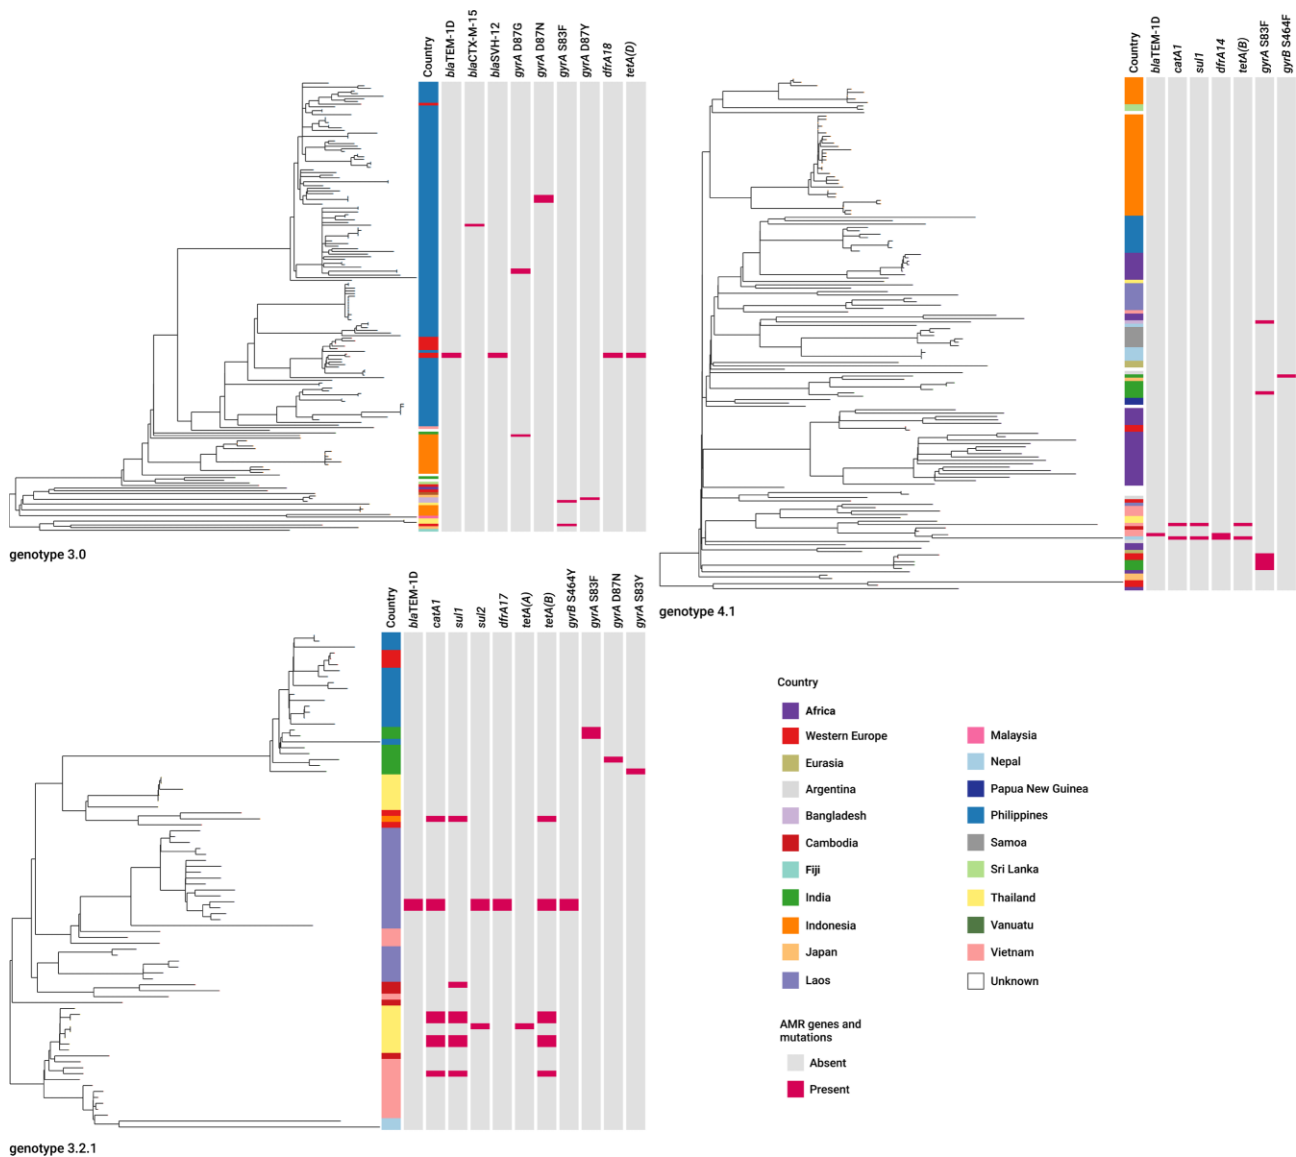 Country
blaTEM-1D
blaCTX-M-15
blaSVH-12
gyrA D87G
gyrA D87N
gyrA S83F
gyrA D87Y
dfrA18
tetA(D)
genotype 3.0
Country
blaTEM-1D
catA1
sul1
dfrA14
tetA(B)
gyrA S83F
gyrB S464F
genotype 4.1
Country
blaTEM-1D
catA1
sul1
sul2
dfrA17
tetA(A)
tetA(B)
gyrB S464Y
gyrA S83F
gyrA D87N
gyrA S83Y
genotype 3.2.1
Country
Africa
Western Europe
Eurasia
Argentina
Bangladesh
Cambodia
Fiji
India
Indonesia
Japan
Laos
Malaysia
Nepal
Papua New Guinea
Philippines
Samoa
Sri Lanka
Thailand
Vanuatu
Vietnam
Unknown
AMR genes and
mutations
Absent
Present